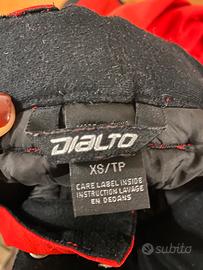 DIALTO
XS/TP
CARE LABEL INSIDE
INSTRUCTION LAVAGE
EN DEDANS
subito